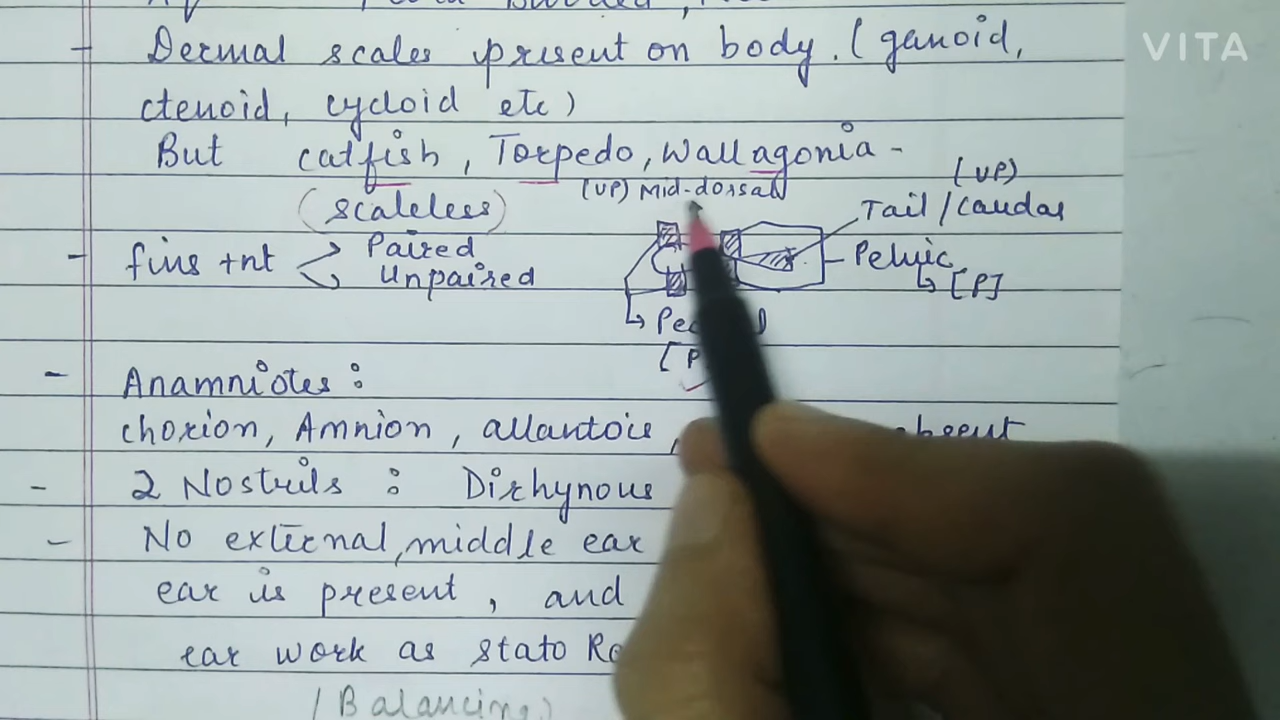 VITA
- Dermal scales present on body. (ganoid,
ctenoid, cycloid etc)
But catfish, Torpedo, Wallagonia -
(scaleless)
(UP) Mid-dorsal
(UP)
Tail/Caudal
- fins +nt Paired
Unpaired
Pelvic
[P]
- Anamniotes :
chorion, Amnion, allantois, absent
- 2 Nostrils : Dirhynous
- No external, middle ear
ear is present, and
ear work as stato
(Balancing)